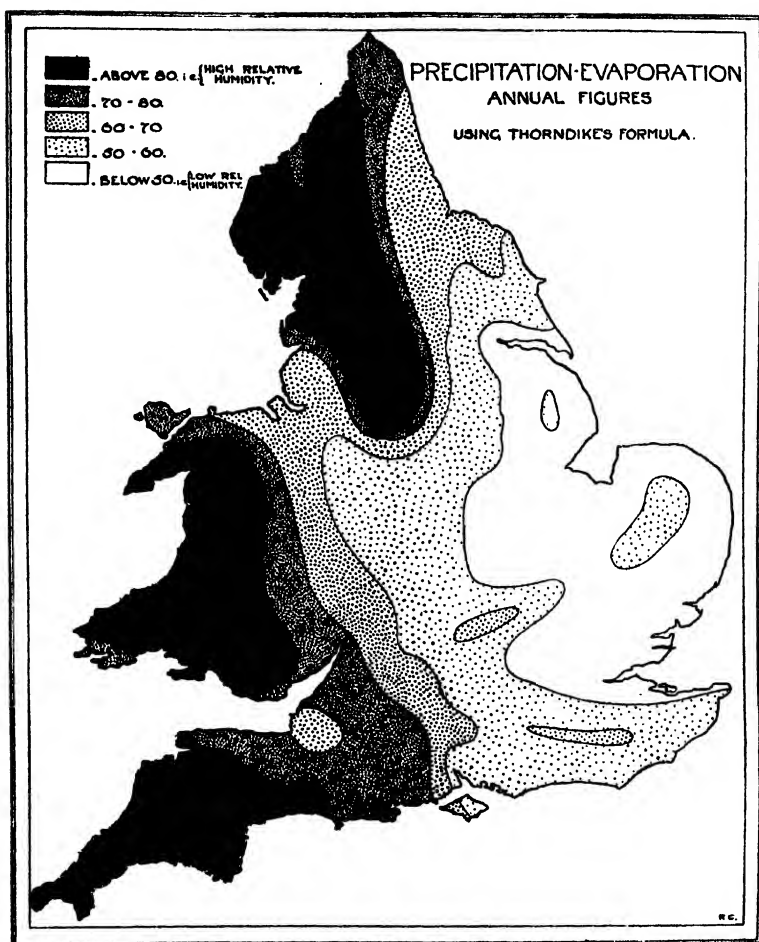 ABOVE 80. i.e. {HIGH RELATIVE HUMIDITY.
70 - 80.
60 - 70
50 - 60.
BELOW 50. i.e. {LOW REL HUMIDITY.
PRECIPITATION·EVAPORATION
ANNUAL FIGURES
USING THORNDIKE'S FORMULA.
R C.